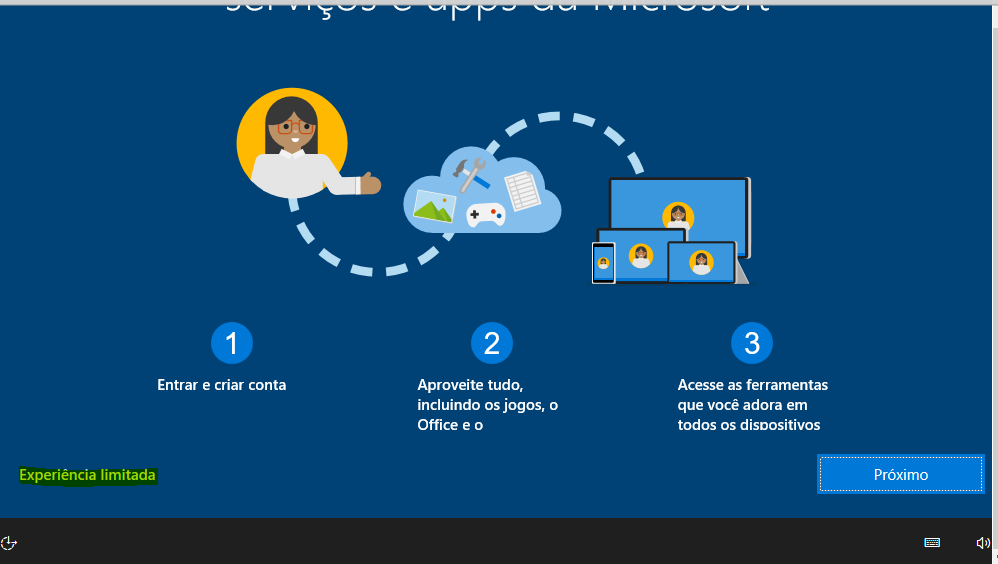 serviços e apps da Microsoft
1
2
3
Entrar e criar conta
Aproveite tudo,
incluindo os jogos, o
Office e o
Acesse as ferramentas
que você adora em
todos os dispositivos
Experiência limitada
Próximo